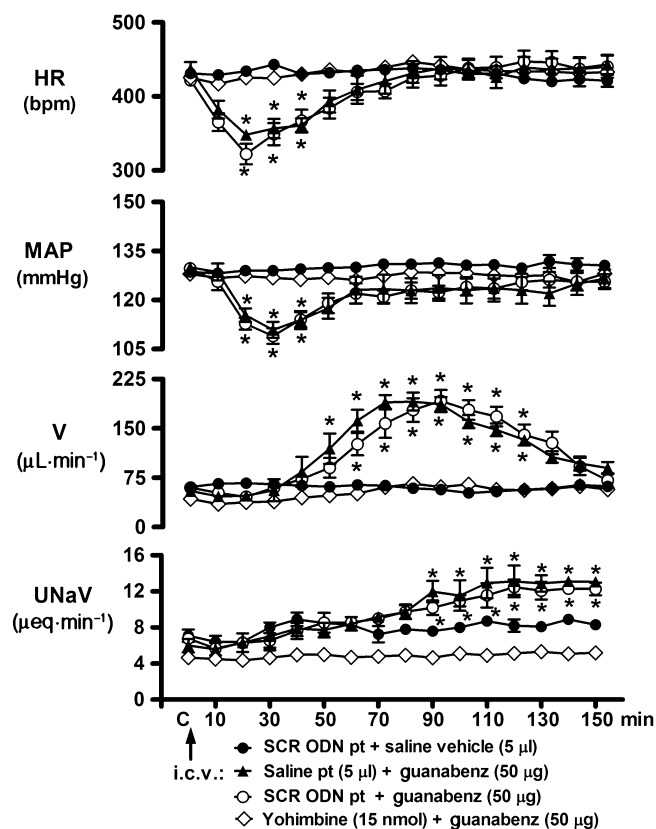 500
HR
400
(bpm)
300
150
MAP
135
(mmHg)
120
105
225
V
150
(µL·min⁻¹)
75
0
16
UNaV
12
(µeq·min⁻¹)
8
4
0
C 10 30 50 70 90 110 130 150 min
i.c.v.:
SCR ODN pt + saline vehicle (5 µl)
Saline pt (5 µl) + guanabenz (50 µg)
SCR ODN pt + guanabenz (50 µg)
Yohimbine (15 nmol) + guanabenz (50 µg)